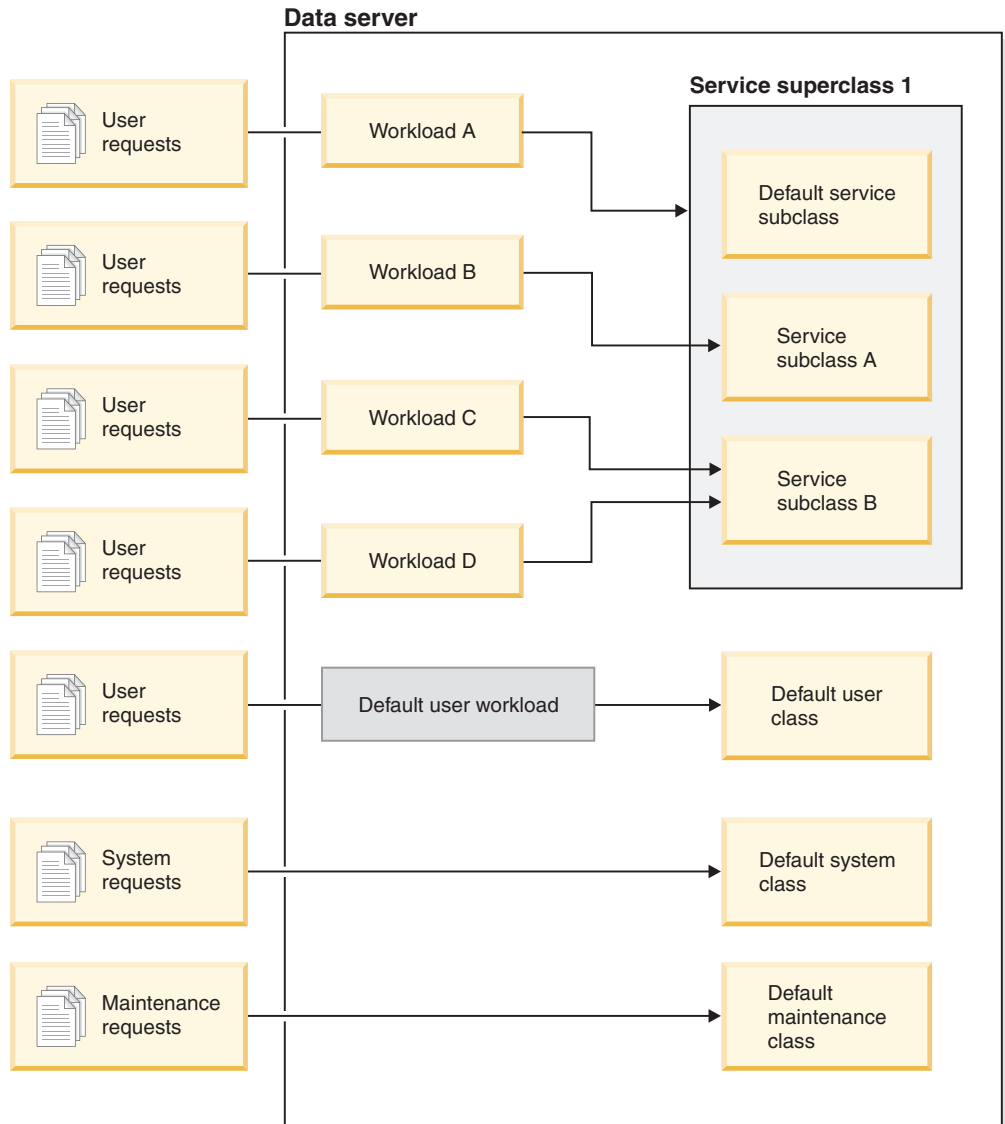 Data server
Service superclass 1
User
requests
Workload A
Default service
subclass
User
requests
Workload B
Service
subclass A
User
requests
Workload C
Service
subclass B
User
requests
Workload D
User
requests
Default user workload
Default user
class
System
requests
Default system
class
Maintenance
requests
Default
maintenance
class